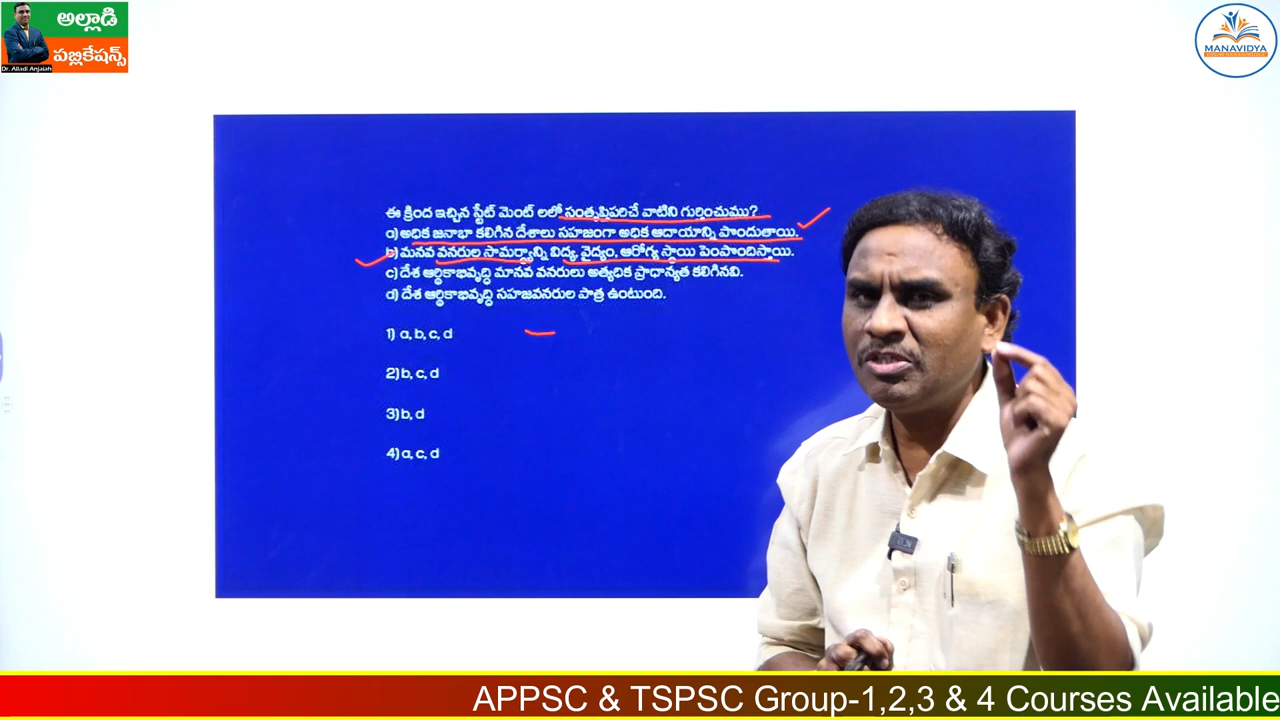 అల్లాడి
పబ్లికేషన్స్
Dr. Alladi Anjaiah
MANAVIDYA
ఈ క్రింద ఇచ్చిన స్టేట్ మెంట్ లలో సంతృప్తిపరిచే వాటిని గుర్తించుము?
a) అధిక జనాభా కలిగిన దేశాలు సహజంగా అధిక ఆదాయాన్ని పొందుతాయి.
b) మనవ వనరుల సామర్థ్యాన్ని విద్య, వైద్యం, ఆరోగ్య స్థాయి పెంపొందిస్తాయి.
c) దేశ ఆర్థికాభివృద్ధి మానవ వనరులు అత్యధిక ప్రాధాన్యత కలిగినవి.
d) దేశ ఆర్థికాభివృద్ధి సహజవనరుల పాత్ర ఉంటుంది.
1) a, b, c, d
2) b, c, d
3) b, d
4) a, c, d
APPSC & TSPSC Group-1,2,3 & 4 Courses Available